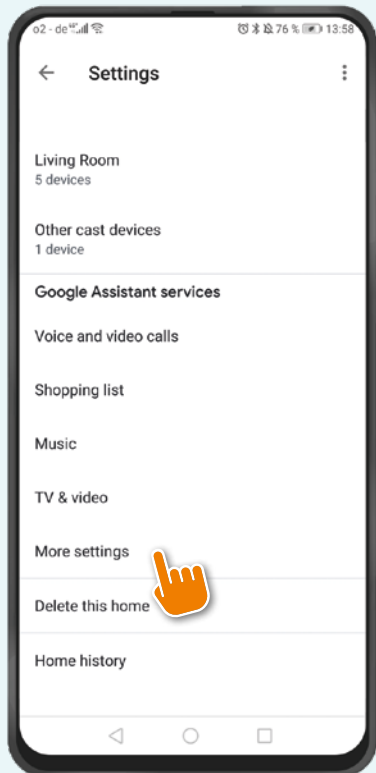 o2 - de 76 % 13:58
Settings
Living Room
5 devices
Other cast devices
1 device
Google Assistant services
Voice and video calls
Shopping list
Music
TV & video
More settings
Delete this home
Home history